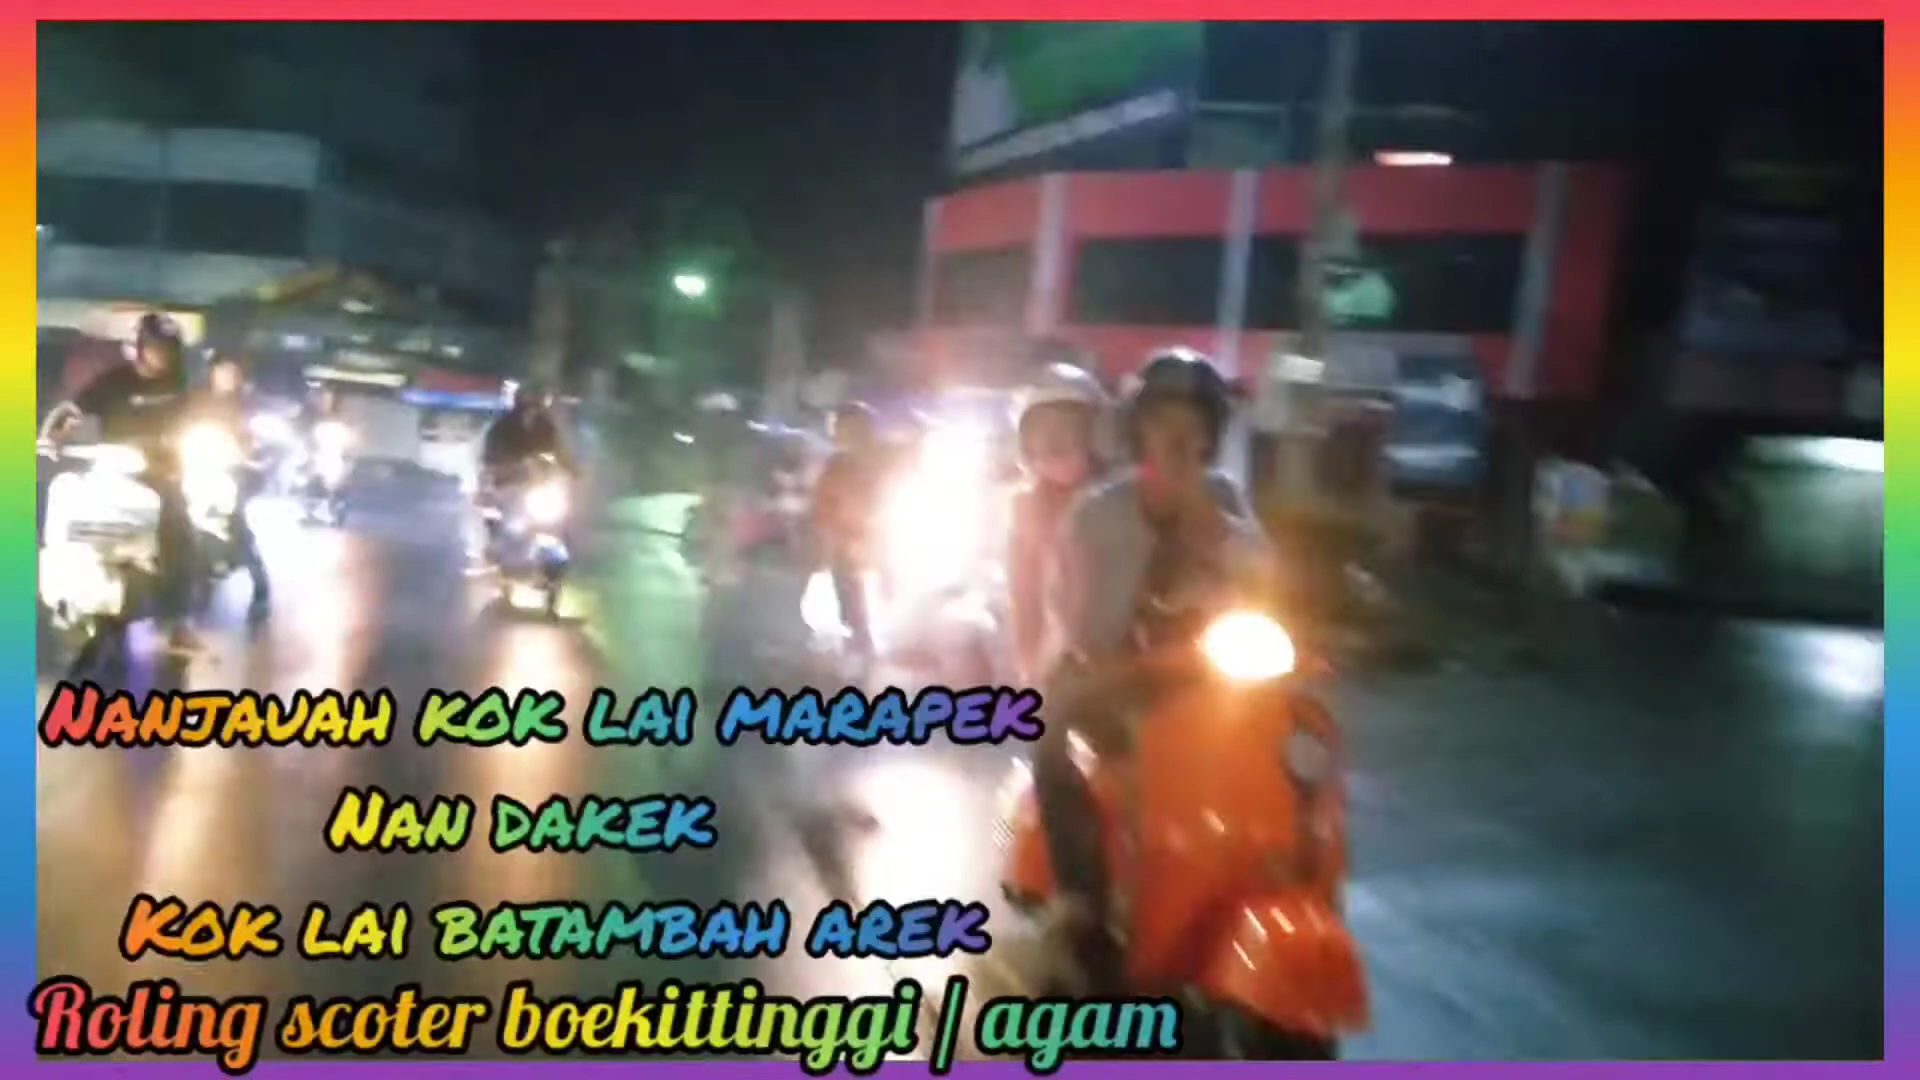 Nanjauah kok lai marapek
Nan dakek
Kok lai batambah arek
Roling scoter boekittinggi / agam